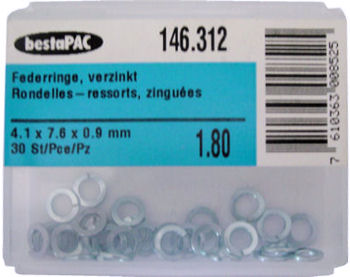 bestaPAC
146.312
Federringe, verzinkt
Rondelles – ressorts, zinguées
4.1 x 7.6 x 0.9 mm
30 St/Pce/Pz
1.80
7 610363 008525